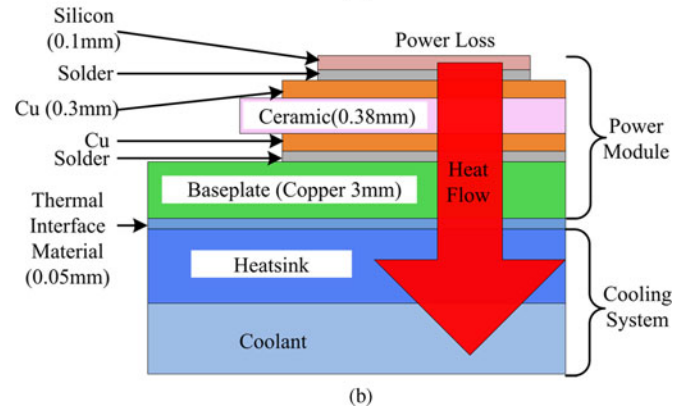 Silicon
(0.1mm)
Power Loss
Solder
Cu (0.3mm)
Ceramic(0.38mm)
Cu
Solder
Power
Module
Heat
Flow
Baseplate (Copper 3mm)
Thermal
Interface
Material
(0.05mm)
Heatsink
Cooling
System
Coolant
(b)